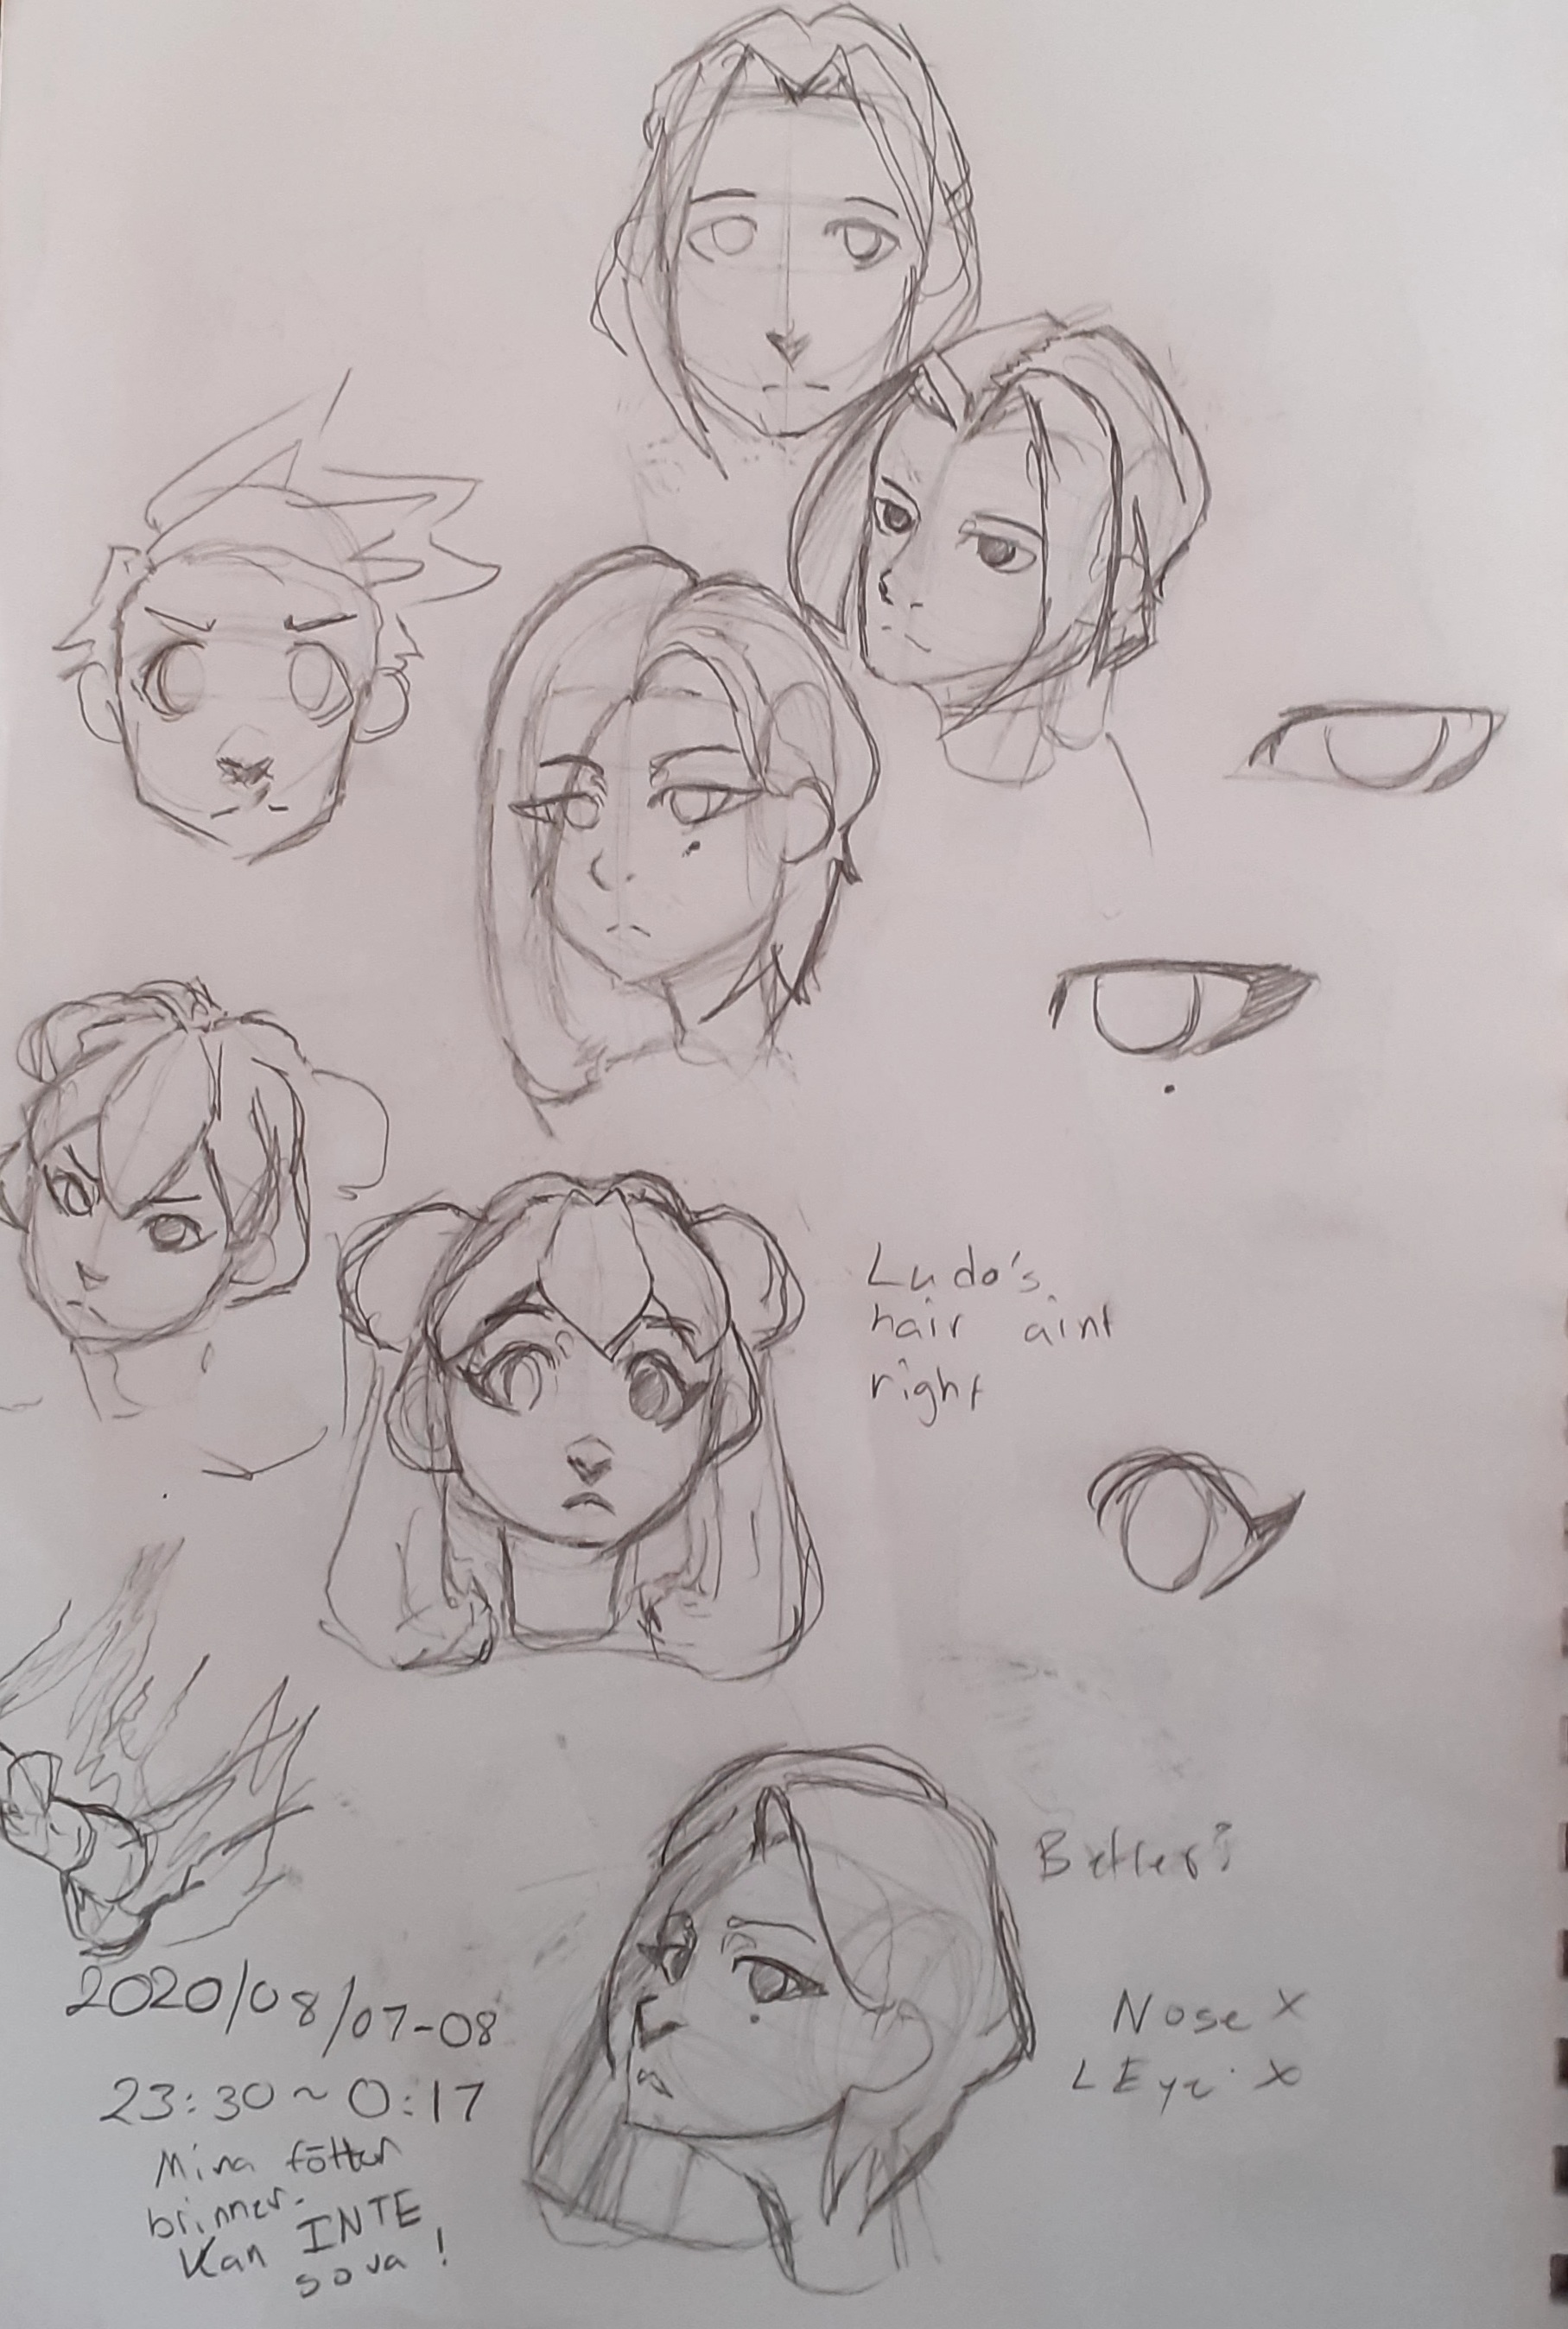 Ludo's
hair aint
right
Better?
Nose X
LEye X
2020/08/07-08
23:30~0:17
Mina fötter
brinner.
Kan INTE
sova!